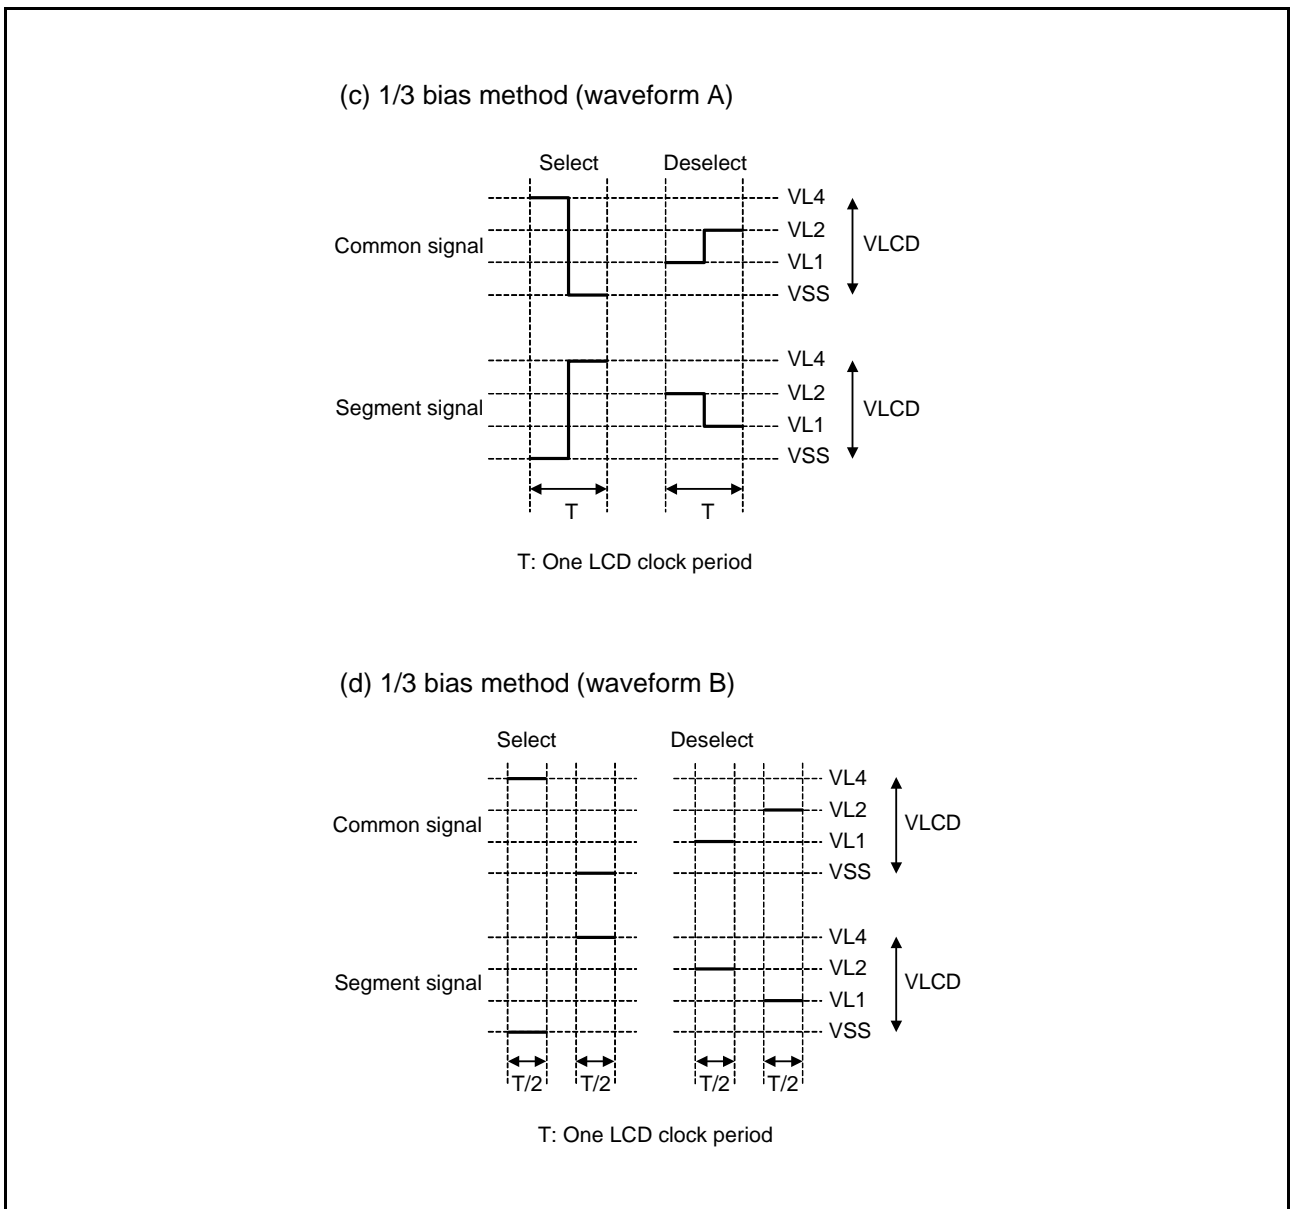 (c) 1/3 bias method (waveform A)
Select Deselect
VL4
VL2
Common signal VLCD
VL1
VSS
VL4
VL2
Segment signal VLCD
VL1
VSS
T T
T: One LCD clock period
(d) 1/3 bias method (waveform B)
Select Deselect
VL4
VL2
Common signal VLCD
VL1
VSS
VL4
VL2
Segment signal VLCD
VL1
VSS
T/2 T/2 T/2 T/2
T: One LCD clock period